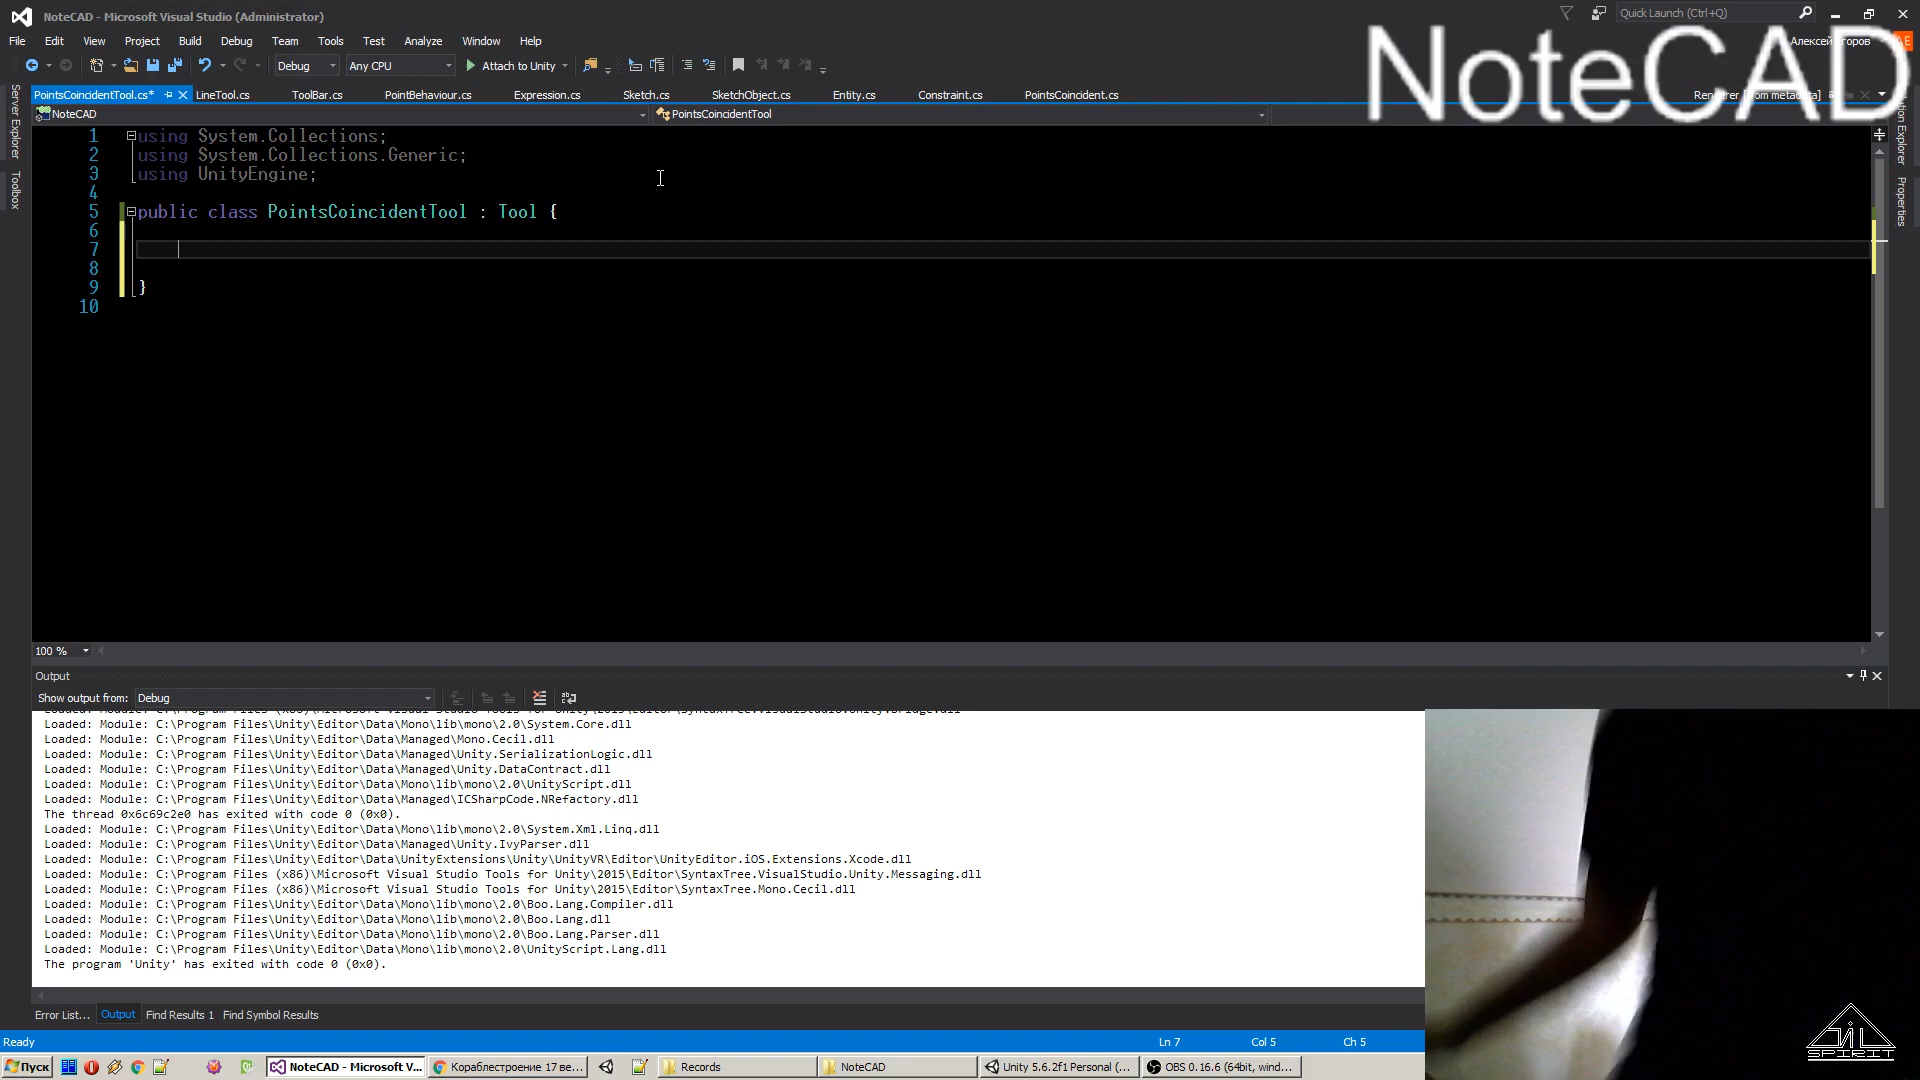 NoteCAD - Microsoft Visual Studio (Administrator)
Quick Launch (Ctrl+Q)
File Edit View Project Build Debug Team Tools Test Analyze Window Help
NoteCAD
Debug Any CPU Attach to Unity
PointsCoincidentTool.cs* LineTool.cs ToolBar.cs PointBehaviour.cs Expression.cs Sketch.cs SketchObject.cs Entity.cs Constraint.cs PointsCoincident.cs
NoteCAD PointsCoincidentTool
Server Explorer
Toolbox
Properties
1 using System.Collections;
2 using System.Collections.Generic;
3 using UnityEngine;
4
5 public class PointsCoincidentTool : Tool {
6
7
8
9 }
10
100 %
Output
Show output from: Debug
Loaded: Module: C:\Program Files\Unity\Editor\Data\Mono\lib\mono\2.0\System.Core.dll
Loaded: Module: C:\Program Files\Unity\Editor\Data\Managed\Mono.Cecil.dll
Loaded: Module: C:\Program Files\Unity\Editor\Data\Managed\Unity.SerializationLogic.dll
Loaded: Module: C:\Program Files\Unity\Editor\Data\Managed\Unity.DataContract.dll
Loaded: Module: C:\Program Files\Unity\Editor\Data\Mono\lib\mono\2.0\UnityScript.dll
Loaded: Module: C:\Program Files\Unity\Editor\Data\Managed\ICSharpCode.NRefactory.dll
The thread 0x6c69c2e0 has exited with code 0 (0x0).
Loaded: Module: C:\Program Files\Unity\Editor\Data\Mono\lib\mono\2.0\System.Xml.Linq.dll
Loaded: Module: C:\Program Files\Unity\Editor\Data\Managed\Unity.IvyParser.dll
Loaded: Module: C:\Program Files\Unity\Editor\Data\UnityExtensions\Unity\UnityVR\Editor\UnityEditor.iOS.Extensions.Xcode.dll
Loaded: Module: C:\Program Files (x86)\Microsoft Visual Studio Tools for Unity\2015\Editor\SyntaxTree.VisualStudio.Unity.Messaging.dll
Loaded: Module: C:\Program Files (x86)\Microsoft Visual Studio Tools for Unity\2015\Editor\SyntaxTree.Mono.Cecil.dll
Loaded: Module: C:\Program Files\Unity\Editor\Data\Mono\lib\mono\2.0\Boo.Lang.Compiler.dll
Loaded: Module: C:\Program Files\Unity\Editor\Data\Mono\lib\mono\2.0\Boo.Lang.dll
Loaded: Module: C:\Program Files\Unity\Editor\Data\Mono\lib\mono\2.0\Boo.Lang.Parser.dll
Loaded: Module: C:\Program Files\Unity\Editor\Data\Mono\lib\mono\2.0\UnityScript.Lang.dll
The program 'Unity' has exited with code 0 (0x0).
Error List... Output Find Results 1 Find Symbol Results
Ready Ln 7 Col 5 Ch 5
Пуск NoteCAD - Microsoft V... Кораблестроение 17 ве... Records NoteCAD Unity 5.6.2f1 Personal (... OBS 0.16.6 (64bit, wind...
SPIRIT